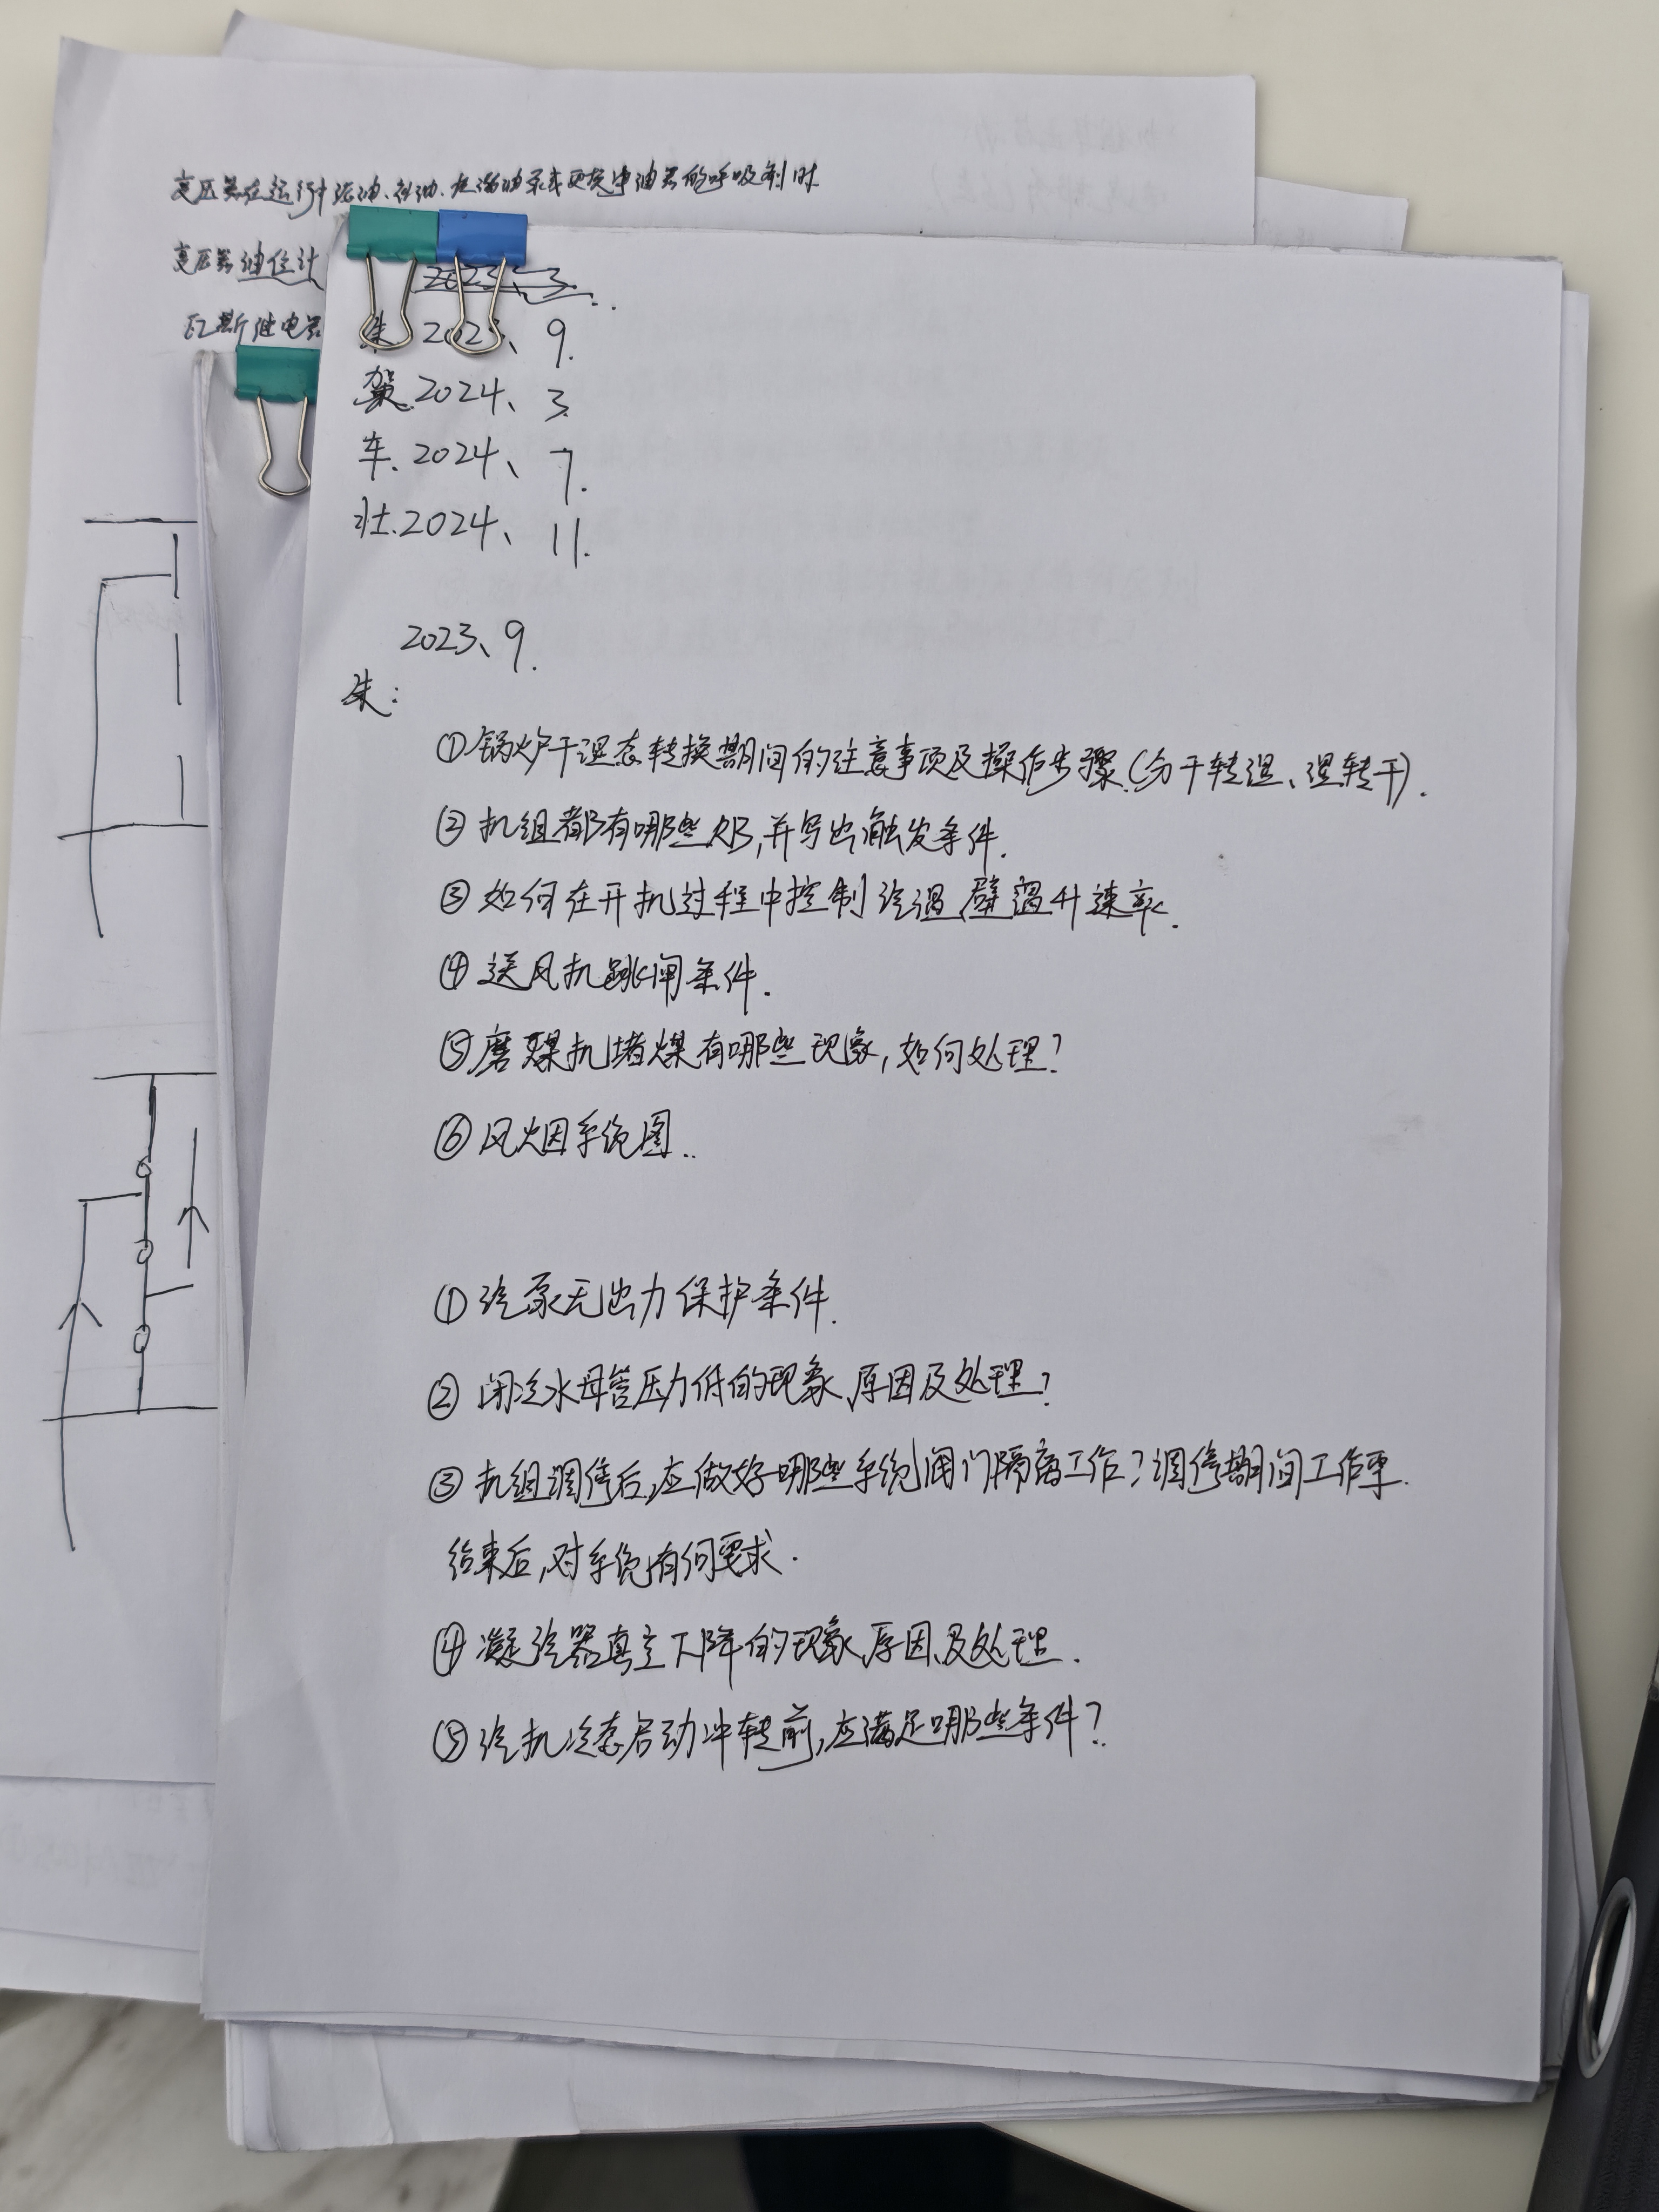 变压器在运行中滤油、补油、换潜油泵或更换净油器的呼吸剂时
变压器油位计
瓦斯继电器
2023、3.
朱 2023、9.
贺.2024、3.
车.2024、7.
壮.2024、11.
2023、9.
朱:
①锅炉干湿态转换期间的注意事项及操作步骤.(分干转湿、湿转干).
②机组都有哪些RB,并写出触发条件.
③如何在开机过程中控制汽温,壁温升速率.
④送风机跳闸条件.
⑤磨煤机堵煤有哪些现象,如何处理?
⑥风烟系统图..
①汽泵无出力保护条件.
②闭冷水母管压力低的现象,原因及处理?
③机组调停后,应做好哪些系统阀门隔离工作?调停期间工作票.
结束后,对系统有何要求.
④凝汽器真空下降的现象,原因,及处理.
⑤汽机冷态启动冲转前,应满足哪些条件?